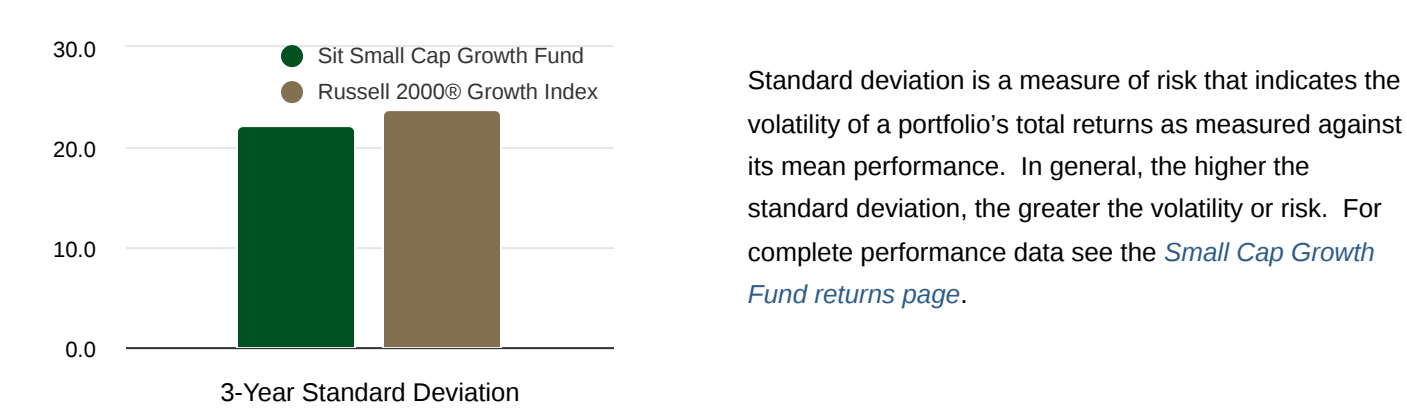 30.0
20.0
10.0
0.0
Sit Small Cap Growth Fund
Russell 2000® Growth Index
3-Year Standard Deviation
Standard deviation is a measure of risk that indicates the
volatility of a portfolio’s total returns as measured against
its mean performance.  In general, the higher the
standard deviation, the greater the volatility or risk.  For
complete performance data see the Small Cap Growth
Fund returns page.